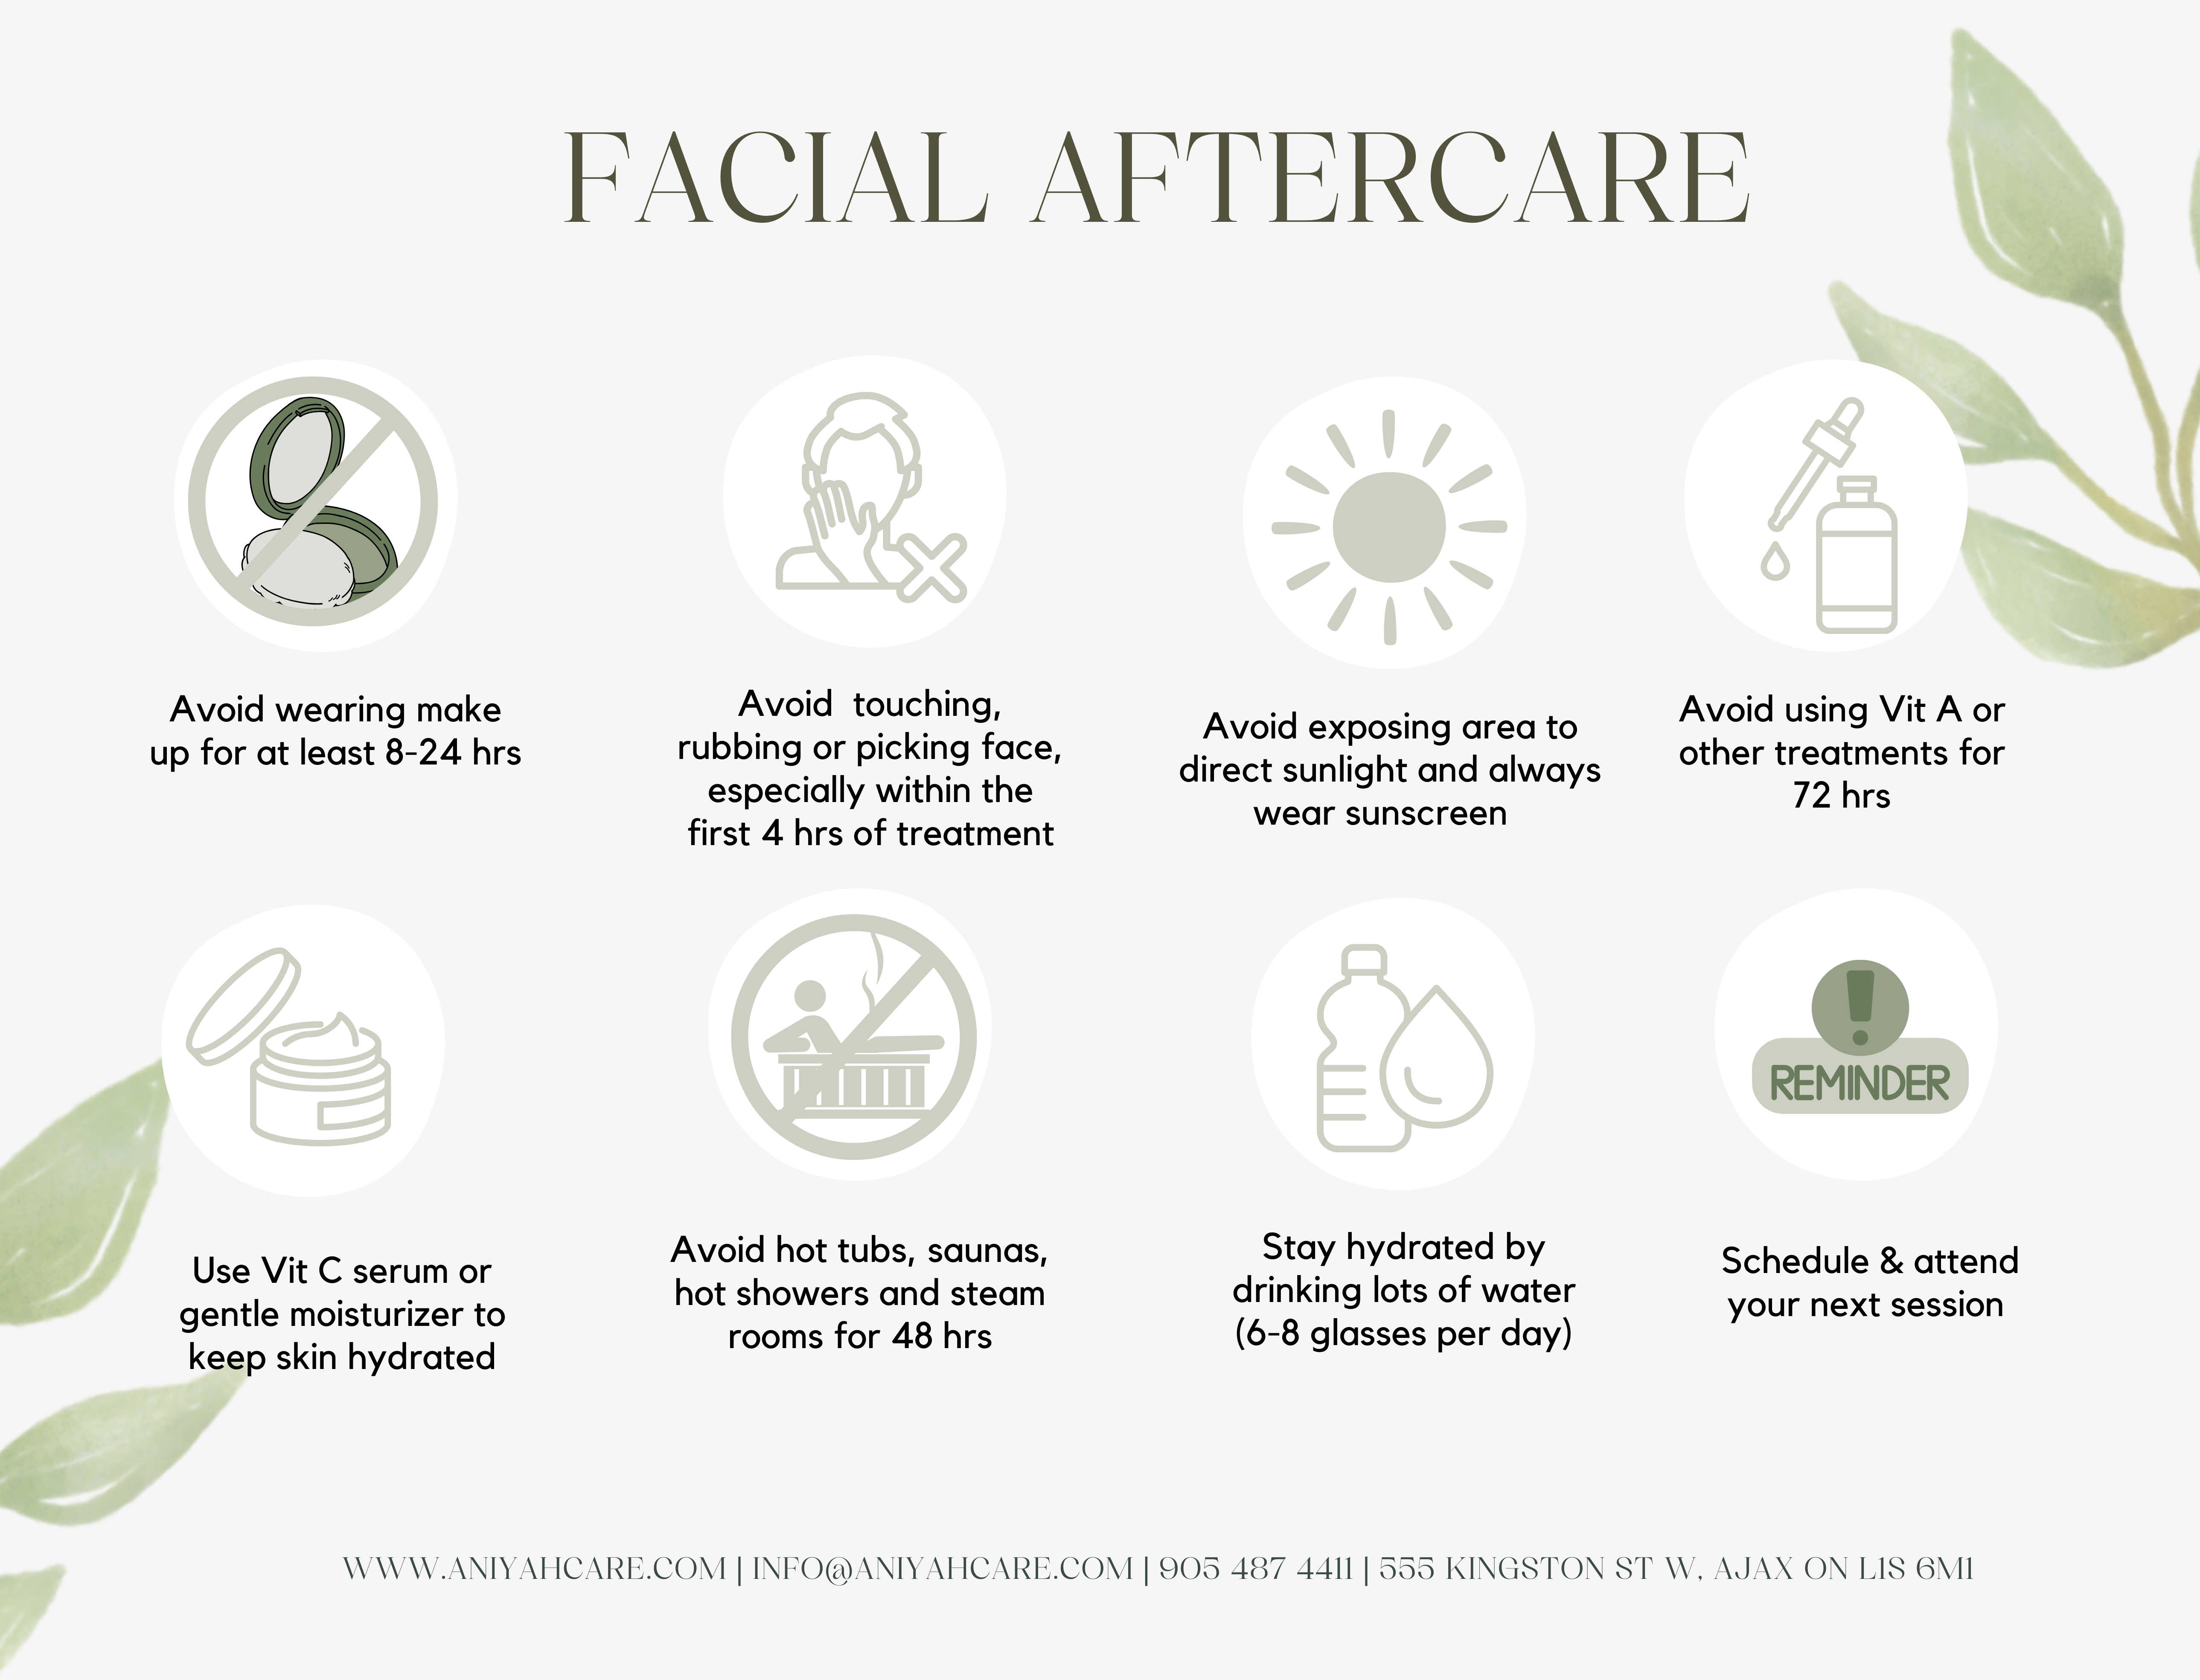 FACIAL AFTERCARE
Avoid wearing make
up for at least 8-24 hrs
Avoid  touching,
rubbing or picking face,
especially within the
first 4 hrs of treatment
Avoid exposing area to
direct sunlight and always
wear sunscreen
Avoid using Vit A or
other treatments for
72 hrs
Use Vit C serum or
gentle moisturizer to
keep skin hydrated
Avoid hot tubs, saunas,
hot showers and steam
rooms for 48 hrs
Stay hydrated by
drinking lots of water
(6-8 glasses per day)
REMINDER
Schedule & attend
your next session
WWW.ANIYAHCARE.COM | INFO@ANIYAHCARE.COM | 905 487 4411 | 555 KINGSTON ST W, AJAX ON L1S 6M1